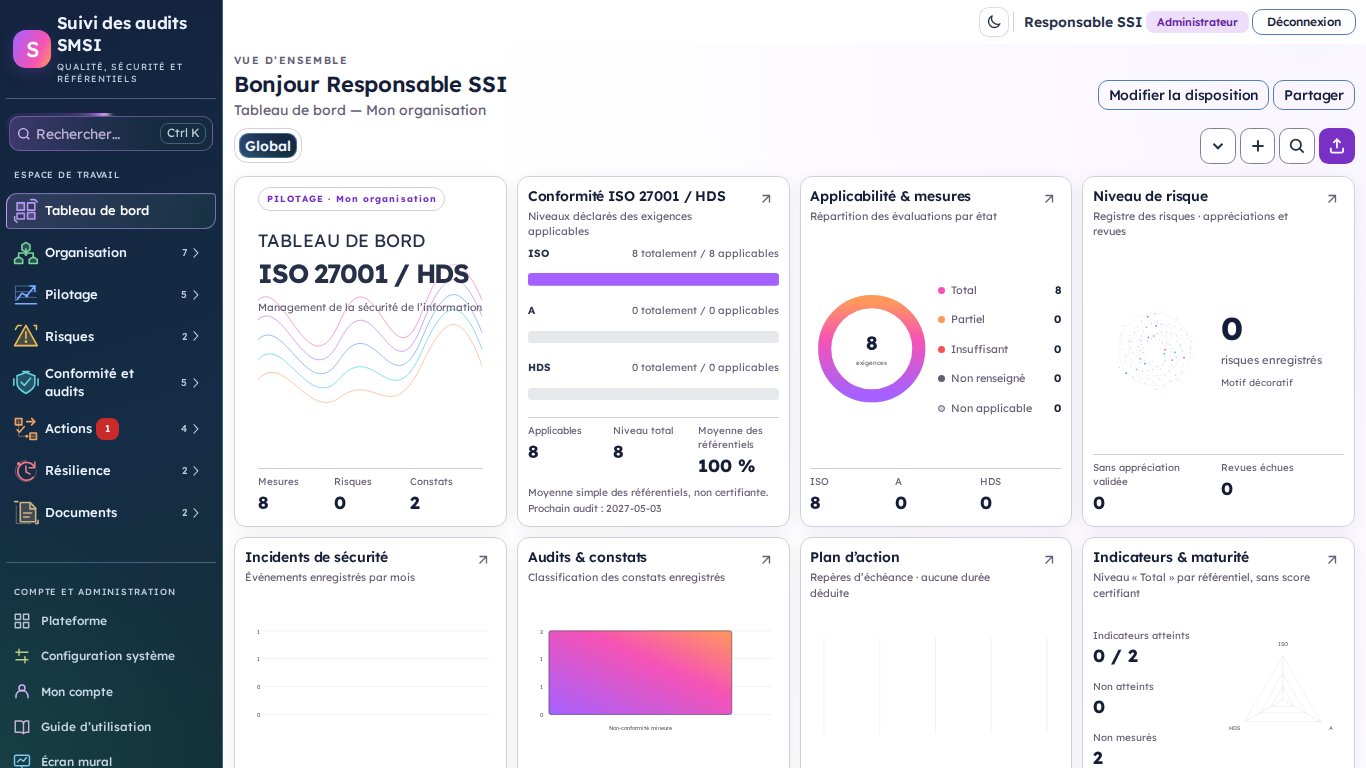 S
Suivi des audits
SMSI
QUALITÉ, SÉCURITÉ ET
RÉFÉRENTIELS
Rechercher… Ctrl K
ESPACE DE TRAVAIL
Tableau de bord
Organisation 7
Pilotage 5
Risques 2
Conformité et
audits 5
Actions 1 4
Résilience 2
Documents 2
COMPTE ET ADMINISTRATION
Plateforme
Configuration système
Mon compte
Guide d’utilisation
Écran mural
Responsable SSI Administrateur Déconnexion
VUE D’ENSEMBLE
Bonjour Responsable SSI
Tableau de bord — Mon organisation
Modifier la disposition Partager
Global
PILOTAGE · Mon organisation
TABLEAU DE BORD
ISO 27001 / HDS
Management de la sécurité de l’information
Mesures Risques Constats
8 0 2
Conformité ISO 27001 / HDS
Niveaux déclarés des exigences
applicables
ISO 8 totalement / 8 applicables
A 0 totalement / 0 applicables
HDS 0 totalement / 0 applicables
Applicables Niveau total Moyenne des
référentiels
8 8 100 %
Moyenne simple des référentiels, non certifiante.
Prochain audit : 2027-05-03
Applicabilité & mesures
Répartition des évaluations par état
8
exigences
Total 8
Partiel 0
Insuffisant 0
Non renseigné 0
Non applicable 0
ISO A HDS
8 0 0
Niveau de risque
Registre des risques · appréciations et
revues
0
risques enregistrés
Motif décoratif
Sans appréciation
validée Revues échues
0 0
Incidents de sécurité
Événements enregistrés par mois
1
1
0
0
Audits & constats
Classification des constats enregistrés
2
1
1
0
Non-conformité mineure
Plan d’action
Repères d’échéance · aucune durée
déduite
Indicateurs & maturité
Niveau « Total » par référentiel, sans score
certifiant
Indicateurs atteints
0 / 2
Non atteints
0
Non mesurés
2
ISO
HDS A